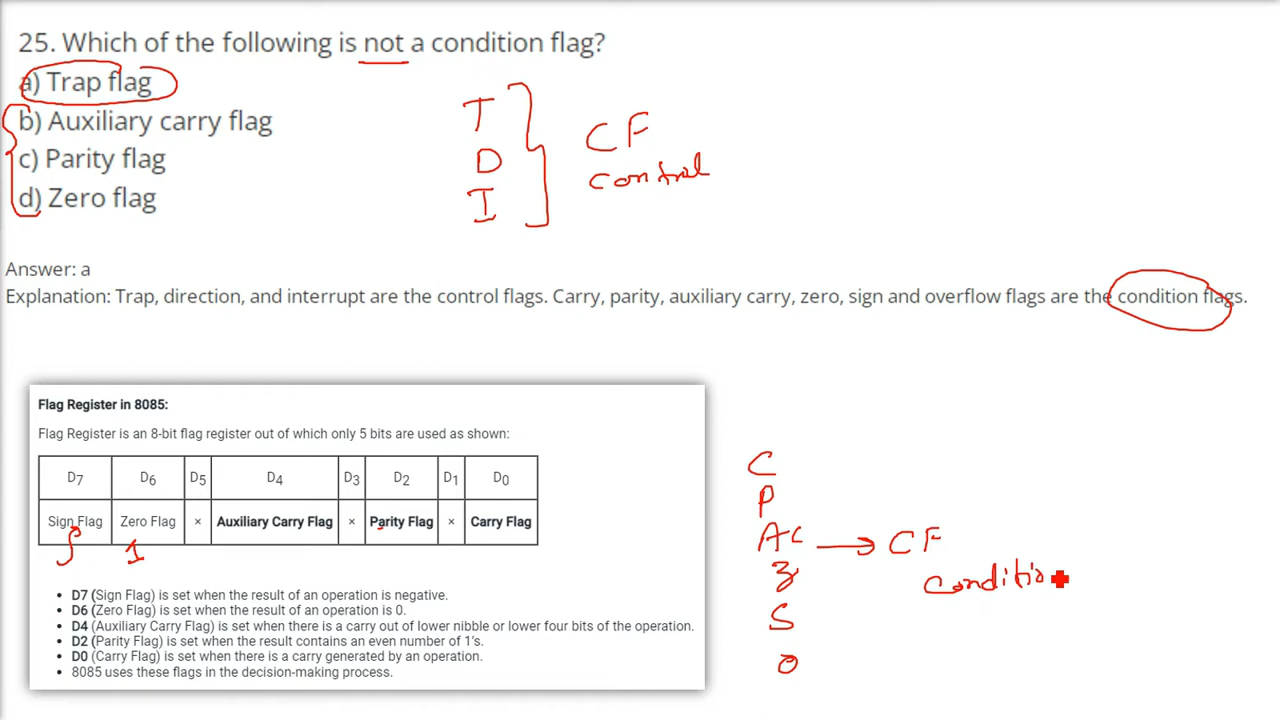 25. Which of the following is not a condition flag?
a) Trap flag
b) Auxiliary carry flag
c) Parity flag
d) Zero flag
T
D
I
CF
control
Answer: a
Explanation: Trap, direction, and interrupt are the control flags. Carry, parity, auxiliary carry, zero, sign and overflow flags are the condition flags.
Flag Register in 8085:
Flag Register is an 8-bit flag register out of which only 5 bits are used as shown:
D7 D6 D5 D4 D3 D2 D1 D0
Sign Flag Zero Flag × Auxiliary Carry Flag × Parity Flag × Carry Flag
• D7 (Sign Flag) is set when the result of an operation is negative.
• D6 (Zero Flag) is set when the result of an operation is 0.
• D4 (Auxiliary Carry Flag) is set when there is a carry out of lower nibble or lower four bits of the operation.
• D2 (Parity Flag) is set when the result contains an even number of 1's.
• D0 (Carry Flag) is set when there is a carry generated by an operation.
• 8085 uses these flags in the decision-making process.
C
P
AC → CF
Z Conditio
S
O